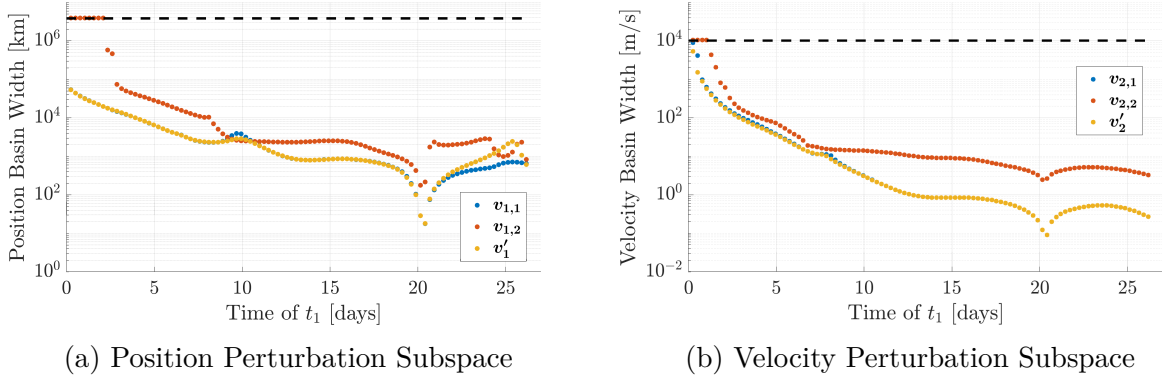 Position Basin Width [km]
10^6
10^4
10^2
10^0
0 5 10 15 20 25
Time of t_1 [days]
v_{1,1}
v_{1,2}
v'_1
(a) Position Perturbation Subspace
Velocity Basin Width [m/s]
10^4
10^2
10^0
10^{-2}
0 5 10 15 20 25
Time of t_1 [days]
v_{2,1}
v_{2,2}
v'_2
(b) Velocity Perturbation Subspace